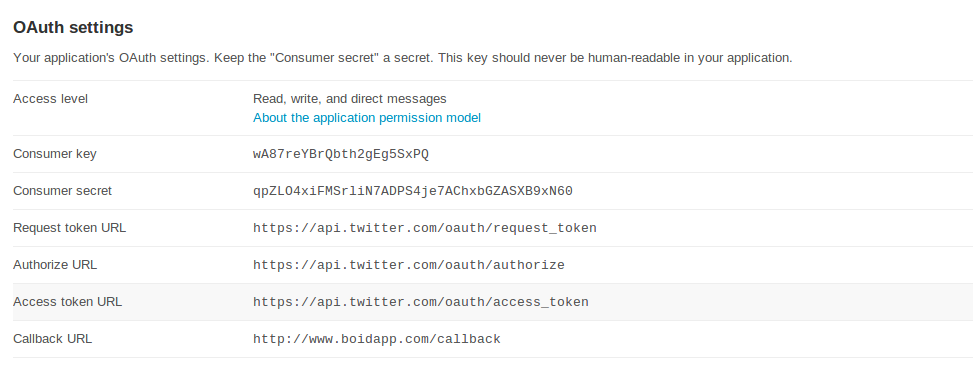 OAuth settings
Your application's OAuth settings. Keep the "Consumer secret" a secret. This key should never be human-readable in your application.
Access level
Read, write, and direct messages
About the application permission model
Consumer key
wA87reYBrQbth2gEg5SxPQ
Consumer secret
qpZLO4xiFMSrliN7ADPS4je7AChxbGZASXB9xN60
Request token URL
https://api.twitter.com/oauth/request_token
Authorize URL
https://api.twitter.com/oauth/authorize
Access token URL
https://api.twitter.com/oauth/access_token
Callback URL
http://www.boidapp.com/callback